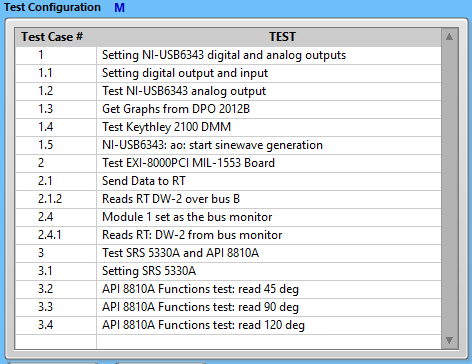 Test Configuration M
Test Case # TEST
1 Setting NI-USB6343 digital and analog outputs
1.1 Setting digital output and input
1.2 Test NI-USB6343 analog output
1.3 Get Graphs from DPO 2012B
1.4 Test Keythley 2100 DMM
1.5 NI-USB6343: ao: start sinewave generation
2 Test EXI-8000PCI MIL-1553 Board
2.1 Send Data to RT
2.1.2 Reads RT DW-2 over bus B
2.4 Module 1 set as the bus monitor
2.4.1 Reads RT: DW-2 from bus monitor
3 Test SRS 5330A and API 8810A
3.1 Setting SRS 5330A
3.2 API 8810A Functions test: read 45 deg
3.3 API 8810A Functions test: read 90 deg
3.4 API 8810A Functions test: read 120 deg